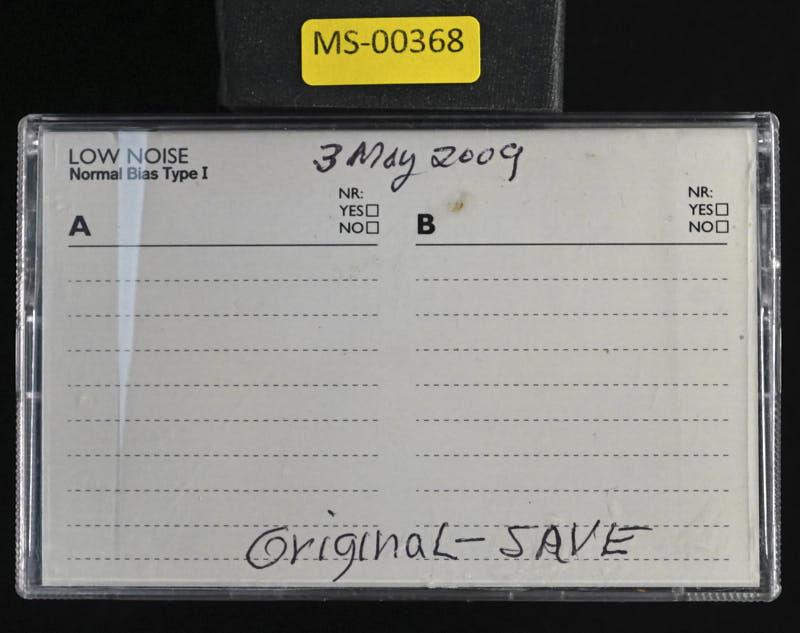 MS-00368
LOW NOISE
Normal Bias Type I
3 May 2009
NR:
YES
NO
A
NR:
YES
NO
B
Original - SAVE